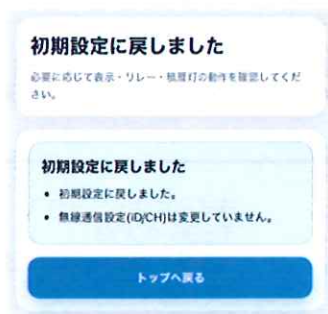 初期設定に戻しました
必要に応じて表示・リレー・積層灯の動作を確認してくだ
さい。
初期設定に戻しました
• 初期設定に戻しました。
• 無線通信設定(iD/CH)は変更していません。
トップへ戻る